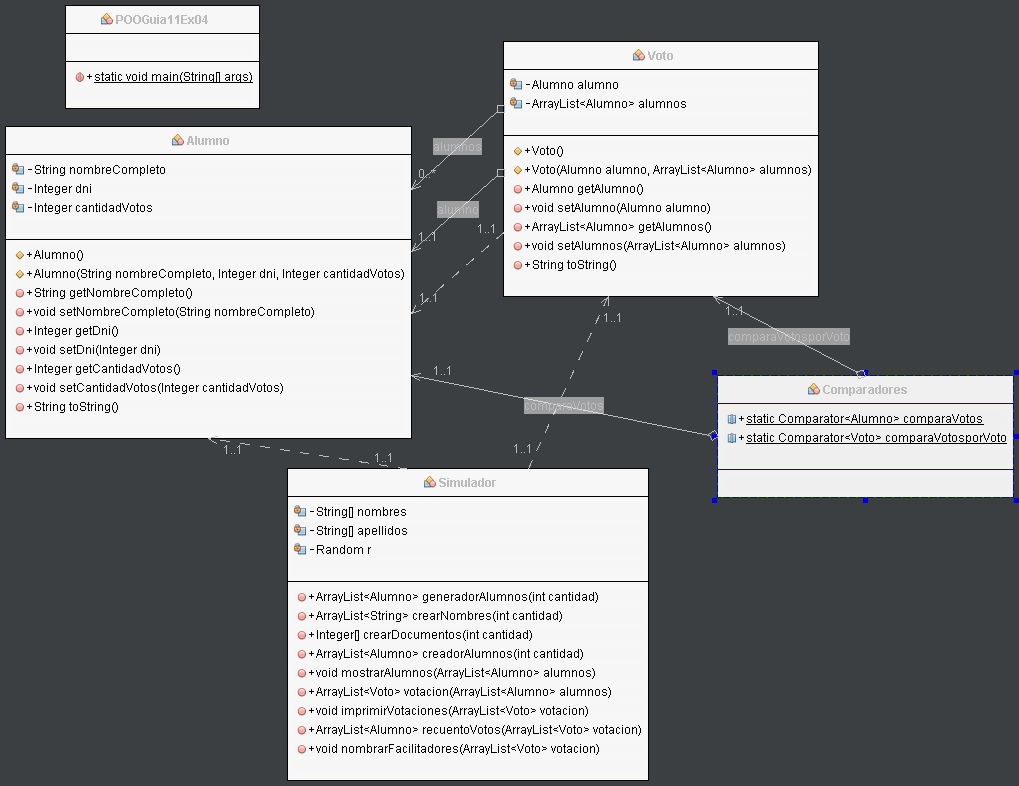 POOGuia11Ex04
+static void main(String[] args)
Voto
-Alumno alumno
-ArrayList<Alumno> alumnos
+Voto()
+Voto(Alumno alumno, ArrayList<Alumno> alumnos)
+Alumno getAlumno()
+void setAlumno(Alumno alumno)
+ArrayList<Alumno> getAlumnos()
+void setAlumnos(ArrayList<Alumno> alumnos)
+String toString()
alumnos
0..*
alumno
1..1
1..1
1..1
Alumno
-String nombreCompleto
-Integer dni
-Integer cantidadVotos
+Alumno()
+Alumno(String nombreCompleto, Integer dni, Integer cantidadVotos)
+String getNombreCompleto()
+void setNombreCompleto(String nombreCompleto)
+Integer getDni()
+void setDni(Integer dni)
+Integer getCantidadVotos()
+void setCantidadVotos(Integer cantidadVotos)
+String toString()
1..1
1..1
comparaVotosporVoto
1..1
comparaVotos
Comparadores
+static Comparator<Alumno> comparaVotos
+static Comparator<Voto> comparaVotosporVoto
1..1
1..1
1..1
Simulador
-String[] nombres
-String[] apellidos
-Random r
+ArrayList<Alumno> generadorAlumnos(int cantidad)
+ArrayList<String> crearNombres(int cantidad)
+Integer[] crearDocumentos(int cantidad)
+ArrayList<Alumno> creadorAlumnos(int cantidad)
+void mostrarAlumnos(ArrayList<Alumno> alumnos)
+ArrayList<Voto> votacion(ArrayList<Alumno> alumnos)
+void imprimirVotaciones(ArrayList<Voto> votacion)
+ArrayList<Alumno> recuentoVotos(ArrayList<Voto> votacion)
+void nombrarFacilitadores(ArrayList<Voto> votacion)